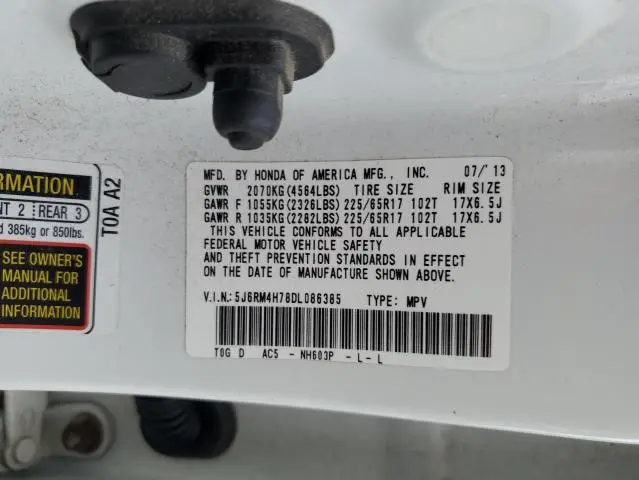 RMATION
NT 2 REAR 3
d 385kg or 850lbs.
SEE OWNER'S
MANUAL FOR
ADDITIONAL
INFORMATION
T0A A2
MFD. BY HONDA OF AMERICA MFG., INC. 07/'13
GVWR 2070KG(4564LBS) TIRE SIZE RIM SIZE
GAWR F 1055KG(2326LBS) 225/65R17 102T 17X6.5J
GAWR R 1035KG(2282LBS) 225/65R17 102T 17X6.5J
THIS VEHICLE CONFORMS TO ALL APPLICABLE
FEDERAL MOTOR VEHICLE SAFETY
AND THEFT PREVENTION STANDARDS IN EFFECT
ON THE DATE OF MANUFACTURE SHOWN ABOVE.
V.I.N.: 5J6RM4H78DL086385 TYPE: MPV
T0G D AC5 - NH603P - L - L